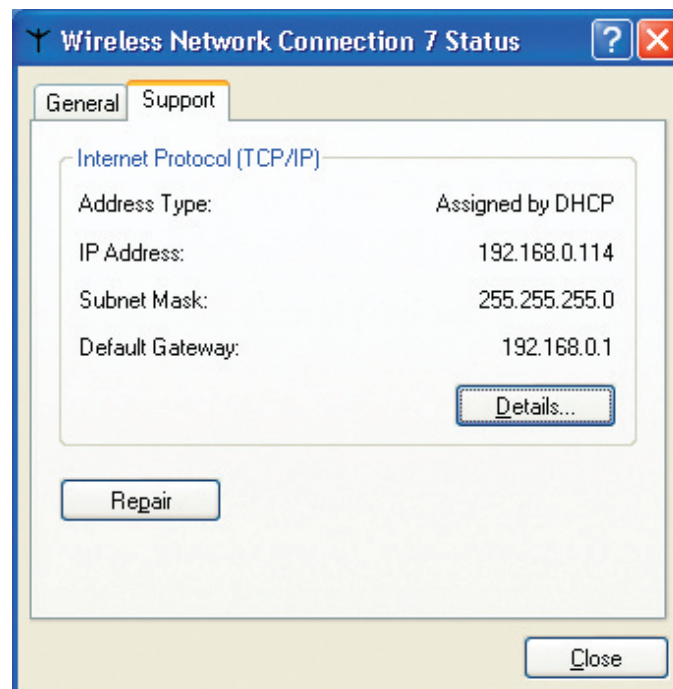 Wireless Network Connection 7 Status
General Support
Internet Protocol (TCP/IP)
Address Type: Assigned by DHCP
IP Address: 192.168.0.114
Subnet Mask: 255.255.255.0
Default Gateway: 192.168.0.1
Details...
Repair
Close